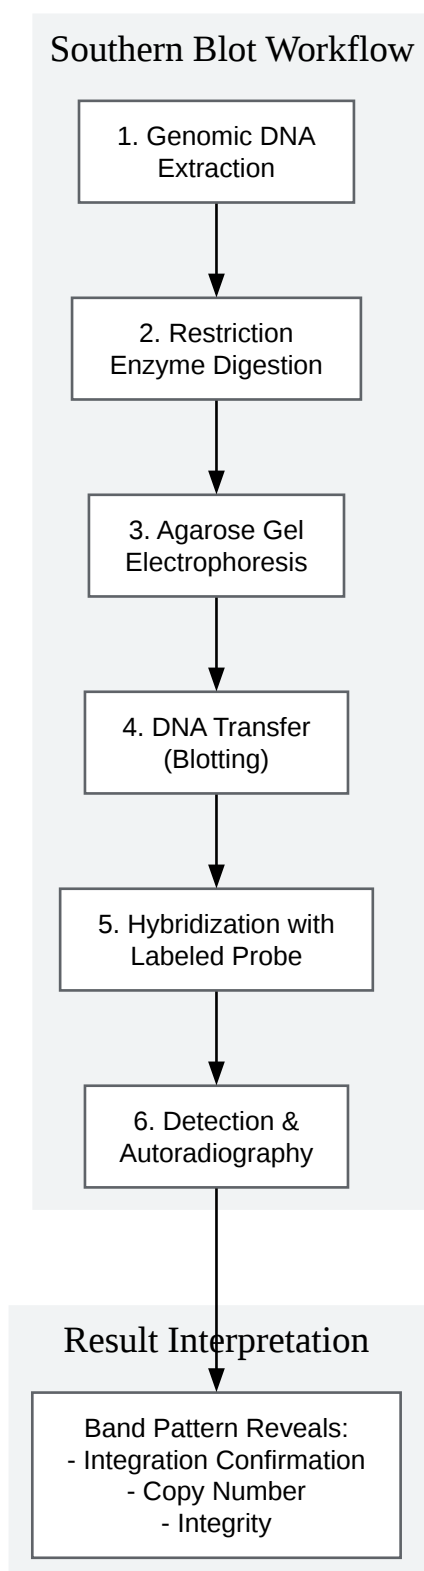 Southern Blot Workflow
1. Genomic DNA
Extraction
2. Restriction
Enzyme Digestion
3. Agarose Gel
Electrophoresis
4. DNA Transfer
(Blotting)
5. Hybridization with
Labeled Probe
6. Detection &
Autoradiography
Result Interpretation
Band Pattern Reveals:
- Integration Confirmation
- Copy Number
- Integrity